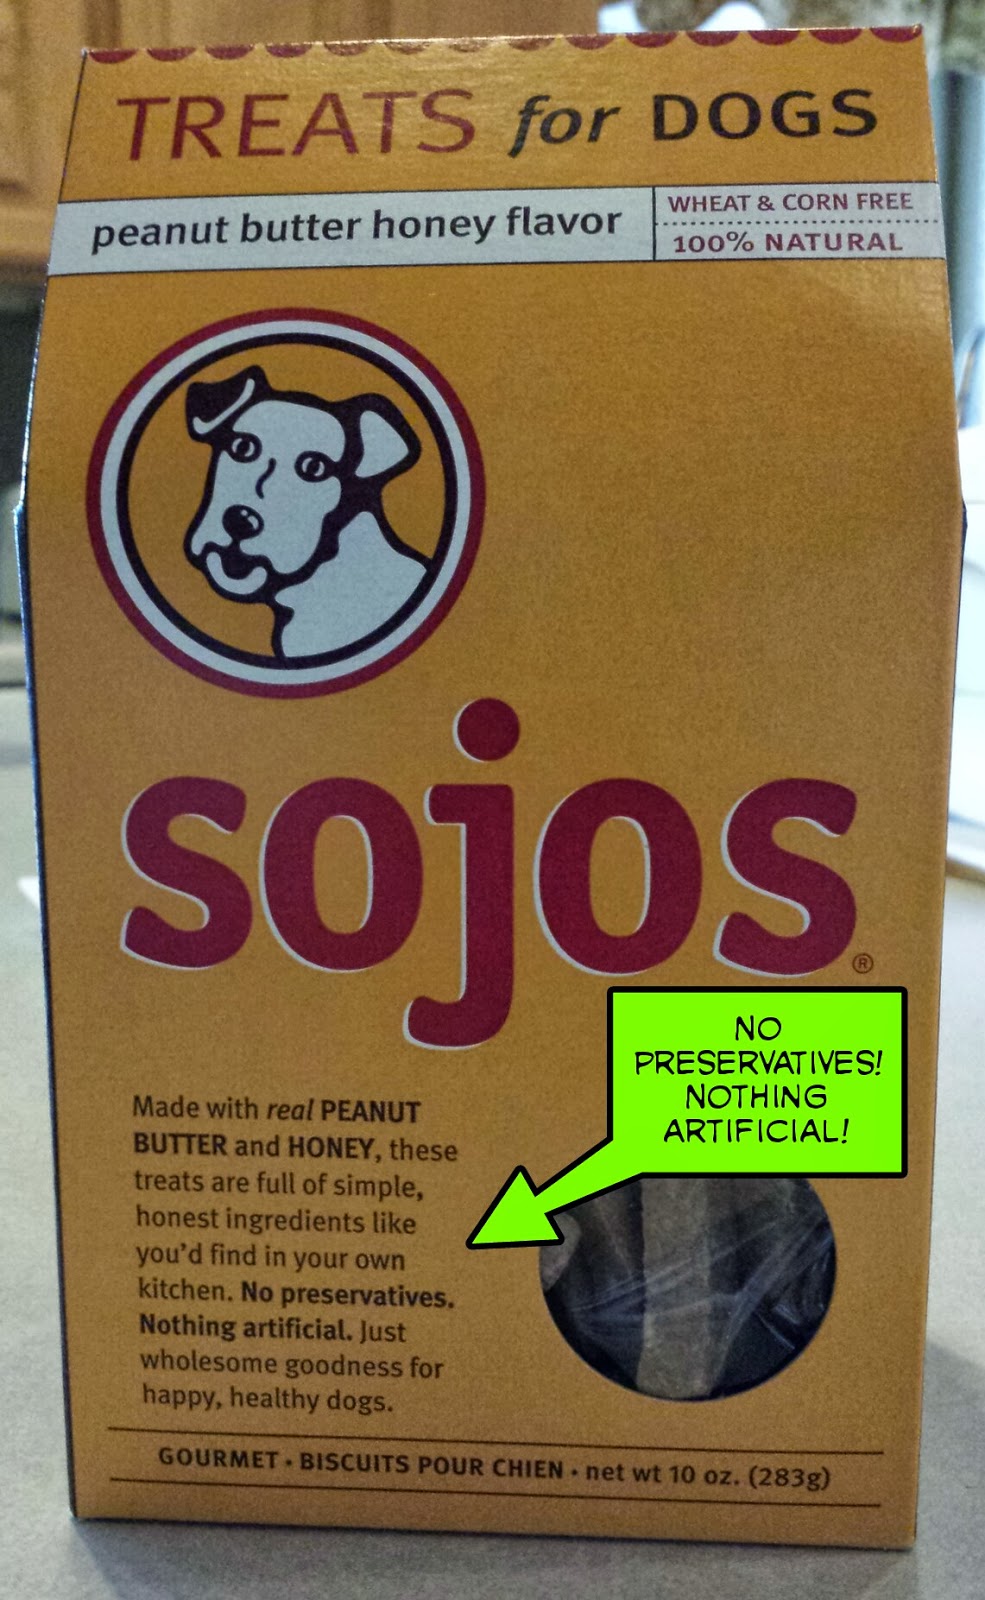 TREATS for DOGS
peanut butter honey flavor
WHEAT & CORN FREE
100% NATURAL
sojos®
NO
PRESERVATIVES!
NOTHING
ARTIFICIAL!
Made with real PEANUT
BUTTER and HONEY, these
treats are full of simple,
honest ingredients like
you'd find in your own
kitchen. No preservatives.
Nothing artificial. Just
wholesome goodness for
happy, healthy dogs.
GOURMET • BISCUITS POUR CHIEN • net wt 10 oz. (283g)